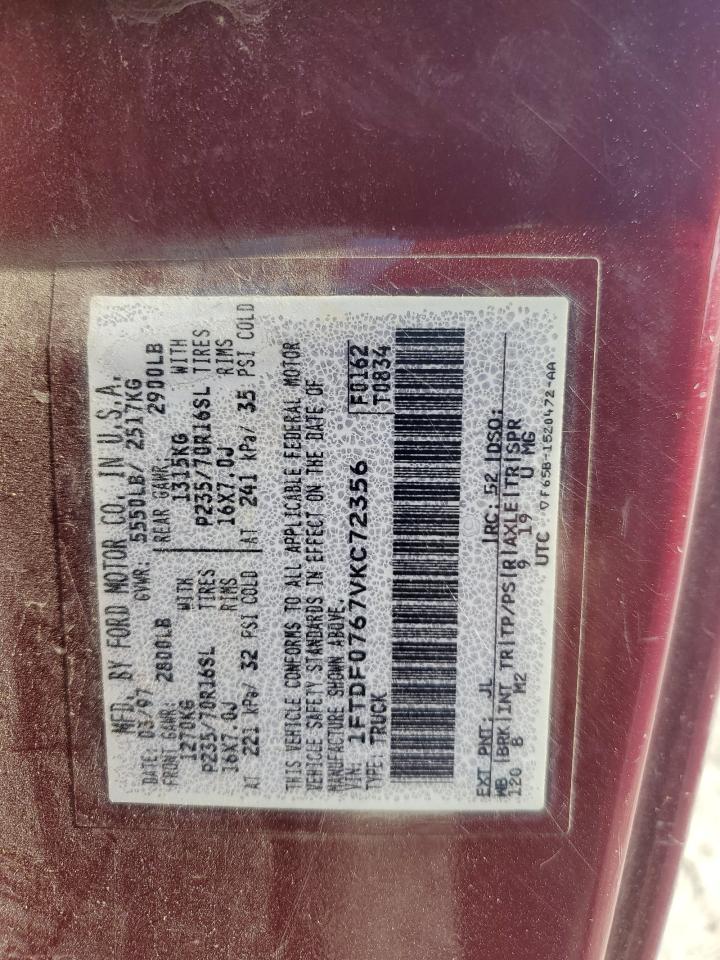 MFD. BY FORD MOTOR CO. IN U.S.A.
DATE: 03/97 GVWR: 5550LB/ 2517KG
FRONT GAWR: 2800LB REAR GAWR: 2900LB
1270KG WITH 1315KG WITH
P235/70R16SL TIRES P235/70R16SL TIRES
16X7.0J RIMS 16X7.0J RIMS
AT 221 kPa/ 32 PSI COLD AT 241 kPa/ 35 PSI COLD
THIS VEHICLE CONFORMS TO ALL APPLICABLE FEDERAL MOTOR
VEHICLE SAFETY STANDARDS IN EFFECT ON THE DATE OF
MANUFACTURE SHOWN ABOVE.
VIN: 1FTDF0767VKC72356 F0162
TYPE: TRUCK T0834
EXT PNT: JL RC: 52 DSO:
WB BRK INT TR TP/PS R AXLE TR SPR
120 B M2 9 19 U MG
UTC ▽F65B-1520472-AA